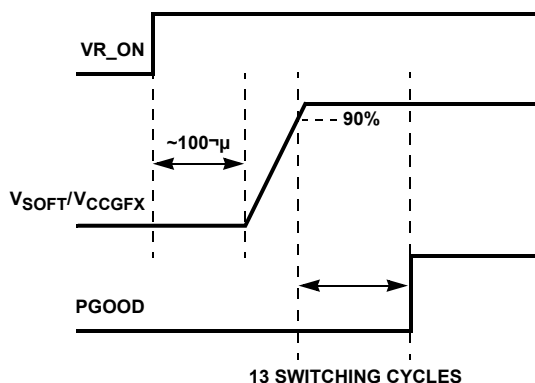 VR_ON
90%
~100¬µ
VSOFT/VCCGFX
PGOOD
13 SWITCHING CYCLES